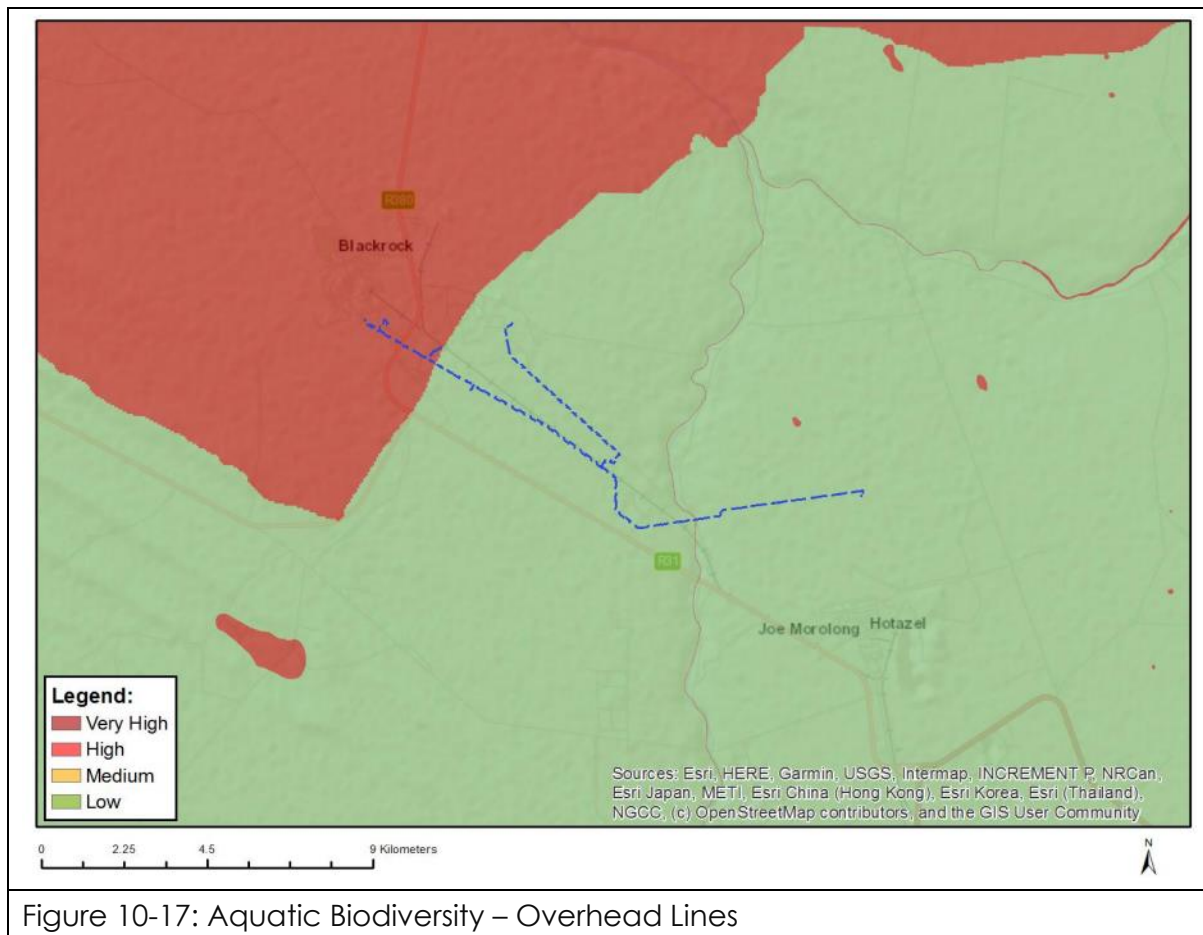 R380
Blackrock
R31
Joe Morolong
Hotazel
Legend:
Very High
High
Medium
Low
Sources: Esri, HERE, Garmin, USGS, Intermap, INCREMENT P, NRCan,
Esri Japan, METI, Esri China (Hong Kong), Esri Korea, Esri (Thailand),
NGCC, (c) OpenStreetMap contributors, and the GIS User Community
0 2.25 4.5 9 Kilometers
N
Figure 10-17: Aquatic Biodiversity – Overhead Lines